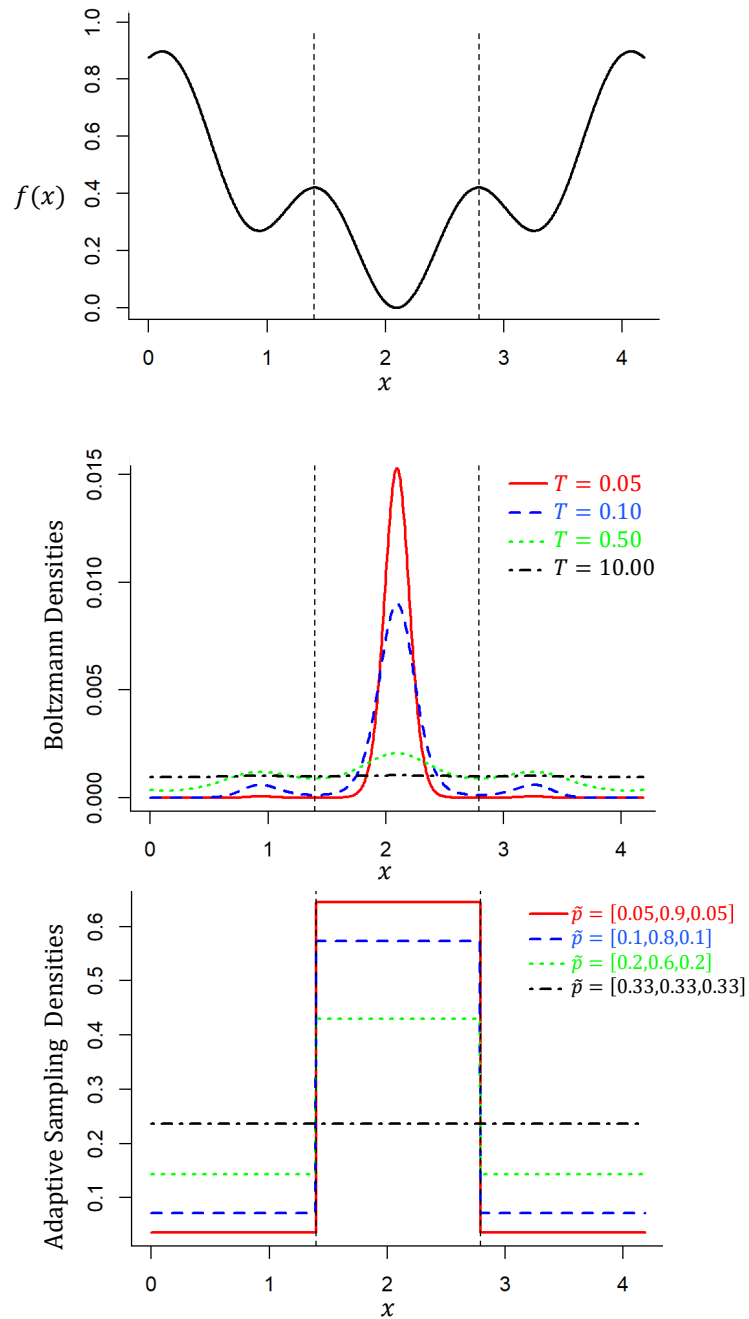 1.0
0.8
0.6
f(x)
0.4
0.2
0.0
0 1 2 3 4
x
Boltzmann Densities
0.015
0.010
0.005
0.000
T = 0.05
T = 0.10
T = 0.50
T = 10.00
0 1 2 3 4
x
Adaptive Sampling Densities
0.6
0.5
0.4
0.3
0.2
0.1
p̃ = [0.05,0.9,0.05]
p̃ = [0.1,0.8,0.1]
p̃ = [0.2,0.6,0.2]
p̃ = [0.33,0.33,0.33]
0 1 2 3 4
x